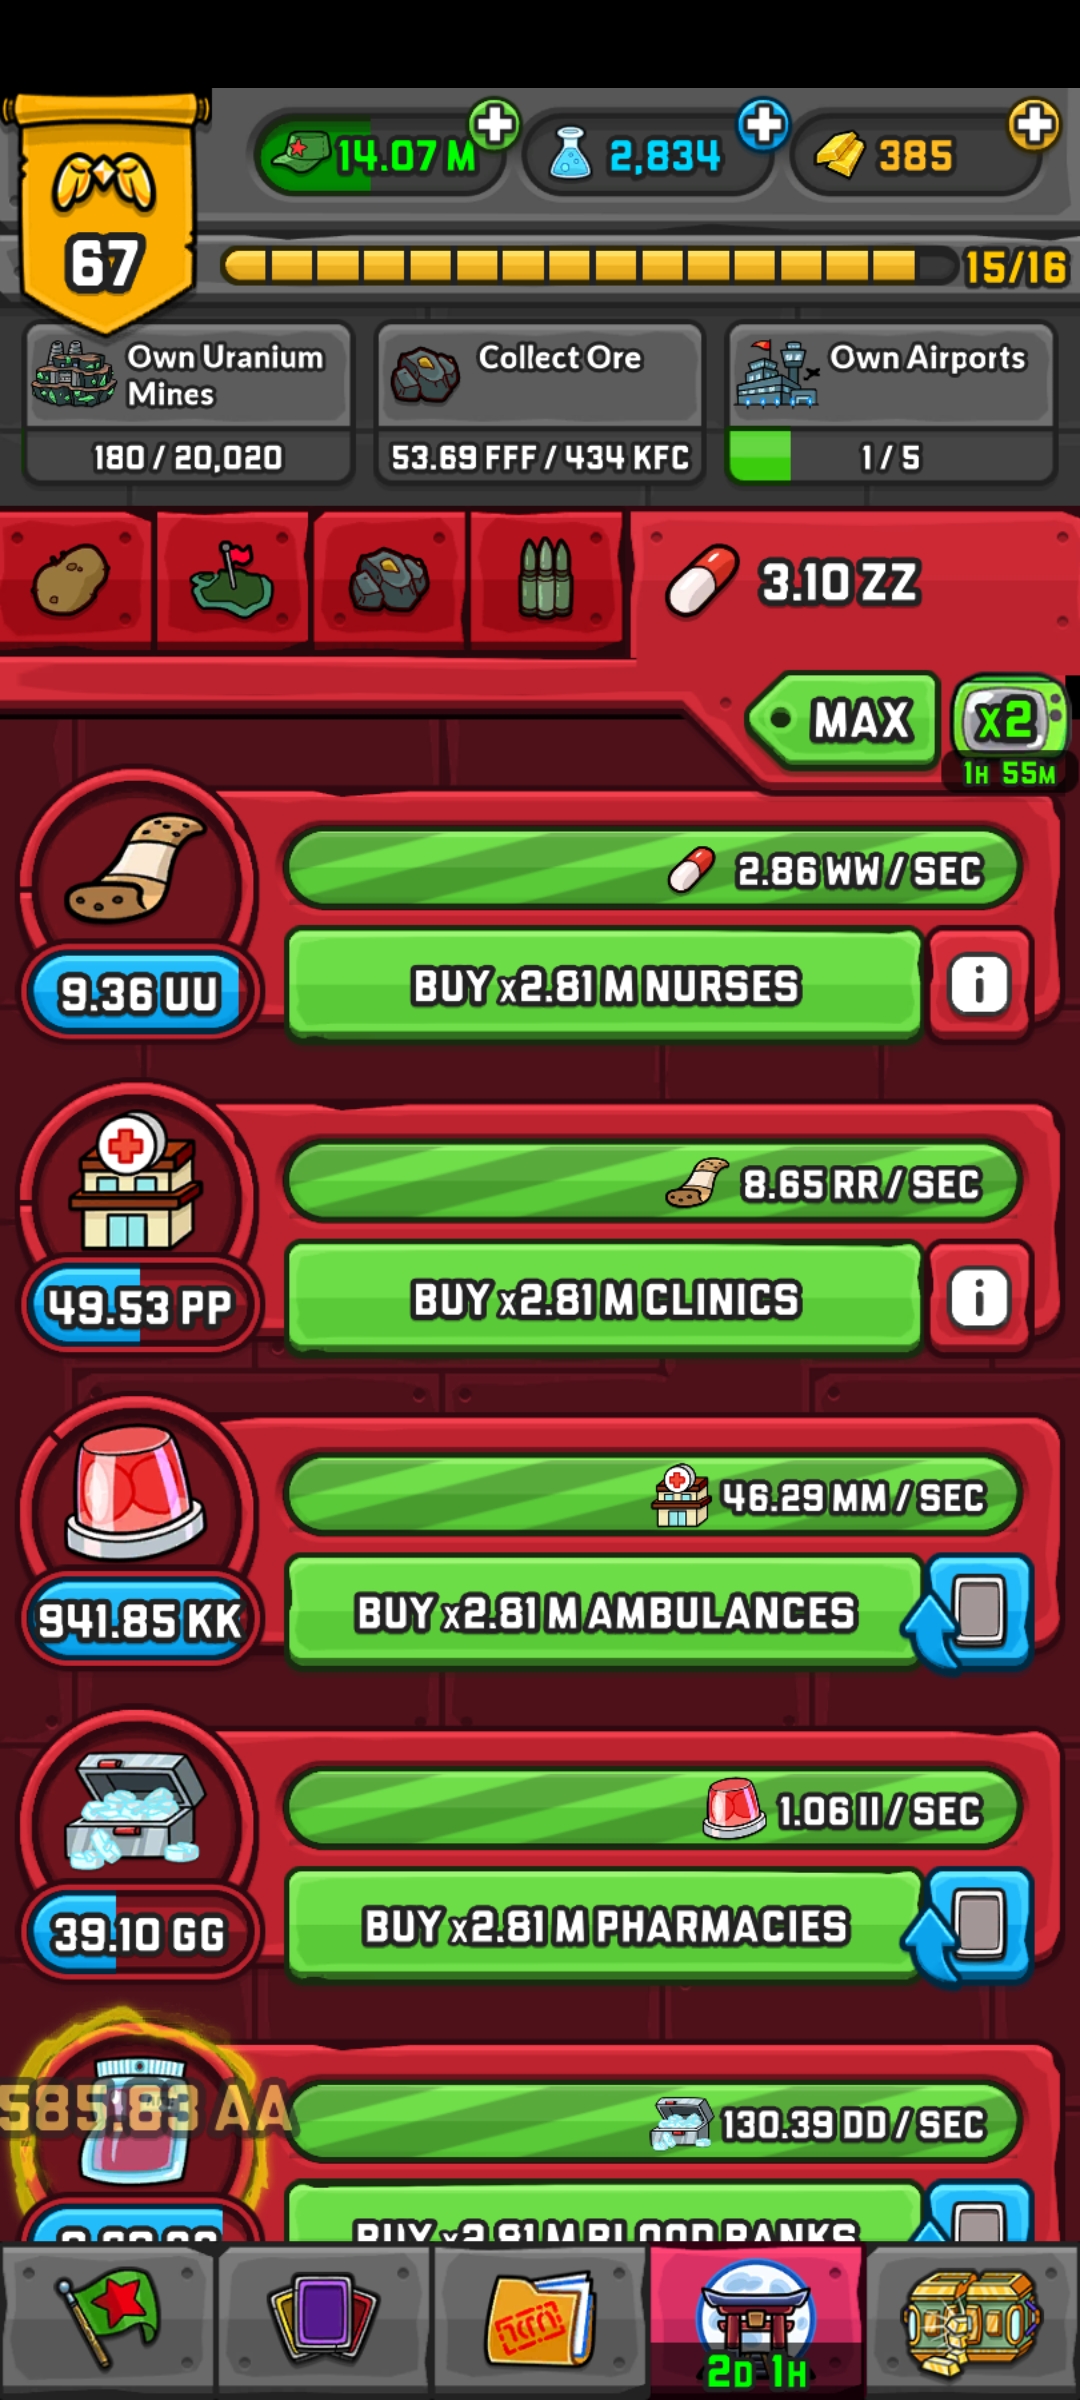 14.07 M
2,834
385
67
15/16
Own Uranium
Mines
Collect Ore
Own Airports
180 / 20,020
53.69 FFF / 434 KFC
1 / 5
3.10 ZZ
MAX
x2
1H 55M
2.86 WW / SEC
9.36 UU
BUY x2.81 M NURSES
i
8.65 RR / SEC
49.53 PP
BUY x2.81 M CLINICS
i
46.29 MM / SEC
941.85 KK
BUY x2.81 M AMBULANCES
1.06 II / SEC
39.10 GG
BUY x2.81 M PHARMACIES
585.83 AA
130.39 DD / SEC
BUY x2.81 M BLOOD BANKS
2D 1H